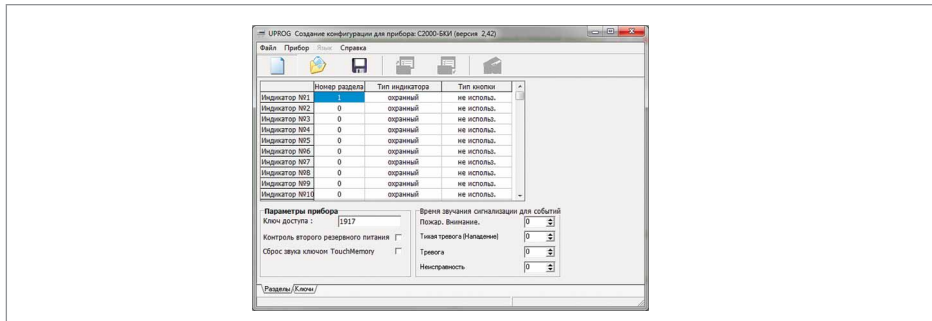 UPROG Создание конфигурации для прибора: С2000-БКИ (версия 2,42)
Файл Прибор Язык Справка
Номер раздела Тип индикатора Тип кнопки
Индикатор №1 1 охранный не использ.
Индикатор №2 0 охранный не использ.
Индикатор №3 0 охранный не использ.
Индикатор №4 0 охранный не использ.
Индикатор №5 0 охранный не использ.
Индикатор №6 0 охранный не использ.
Индикатор №7 0 охранный не использ.
Индикатор №8 0 охранный не использ.
Индикатор №9 0 охранный не использ.
Индикатор №10 0 охранный не использ.
Параметры прибора
Ключ доступа : 1917
Контроль второго резервного питания
Сброс звука ключом TouchMemory
Время звучания сигнализации для событий
Пожар. Внимание. 0
Тихая тревога (Нападение) 0
Тревога 0
Неисправность 0
Разделы Ключи